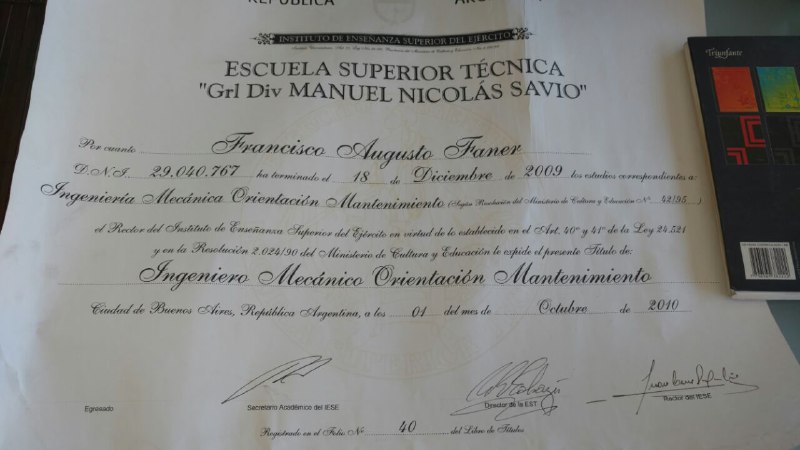 REPÚBLICA
INSTITUTO DE ENSEÑANZA SUPERIOR DEL EJÉRCITO
ESCUELA SUPERIOR TÉCNICA
"Grl Div MANUEL NICOLÁS SAVIO"
Por cuanto Francisco Augusto Faner
D.N.I. 29.040.767 ha terminado el 18 de Diciembre de 2009 los estudios correspondientes a:
Ingeniería Mecánica Orientación Mantenimiento (Según Resolución del Ministerio de Cultura y Educación Nº 42/95)
el Rector del Instituto de Enseñanza Superior del Ejército en virtud de lo establecido en el Art. 40º y 41º de la Ley 24.521
y en la Resolución 2.024/90 del Ministerio de Cultura y Educación le expide el presente Título de:
Ingeniero Mecánico Orientación Mantenimiento
Ciudad de Buenos Aires, República Argentina, a los 01 del mes de Octubre de 2010
Egresado
Secretario Académico del IESE
Director de la EST
Rector del IESE
Registrado en el Folio Nº 40 del Libro de Títulos
Triunfante